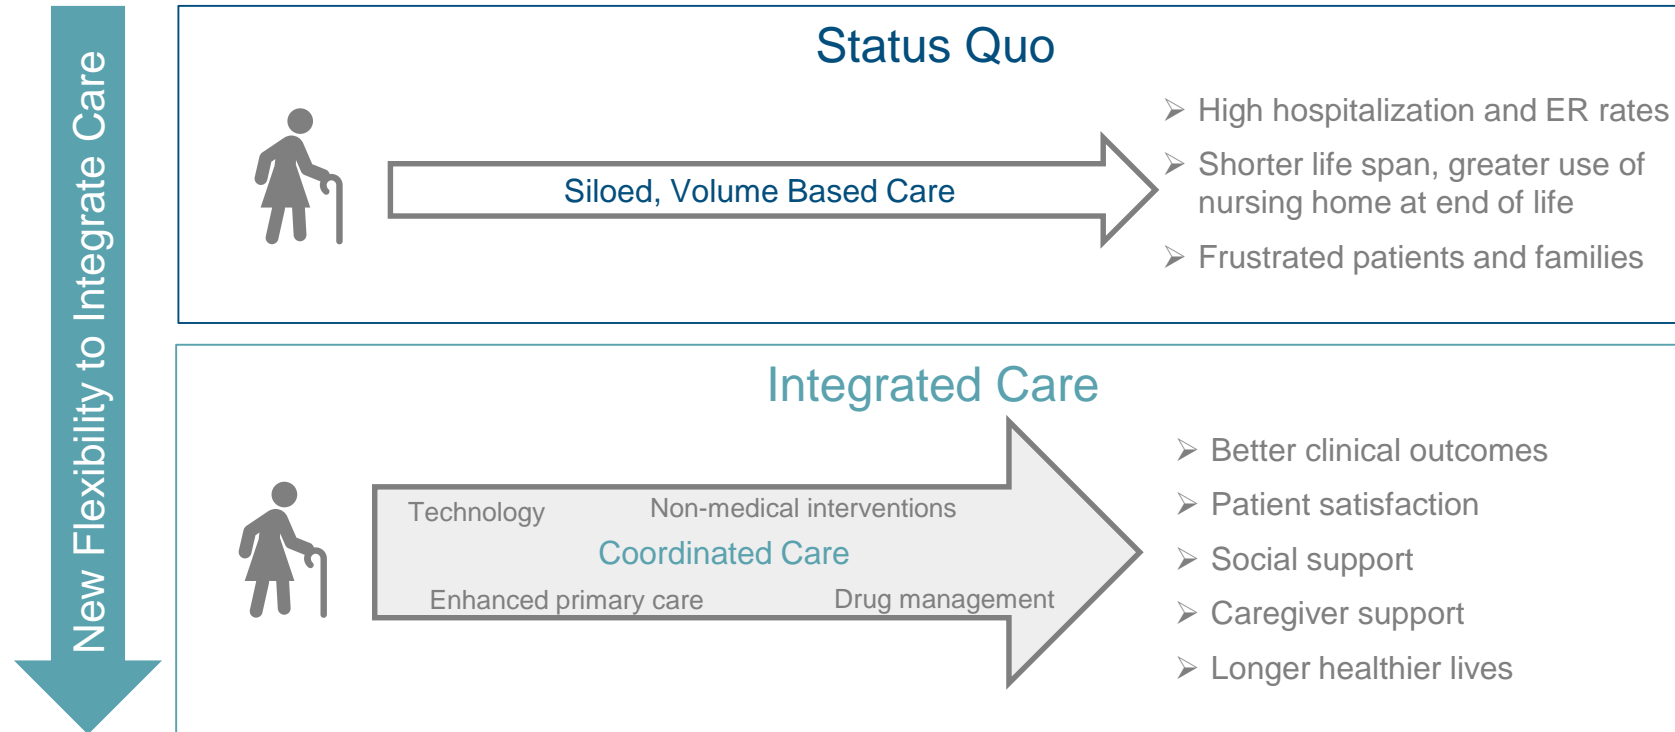 New Flexibility to Integrate Care
Status Quo
Siloed, Volume Based Care
➢ High hospitalization and ER rates
➢ Shorter life span, greater use of
nursing home at end of life
➢ Frustrated patients and families
Integrated Care
Technology
Non-medical interventions
Coordinated Care
Enhanced primary care
Drug management
➢ Better clinical outcomes
➢ Patient satisfaction
➢ Social support
➢ Caregiver support
➢ Longer healthier lives